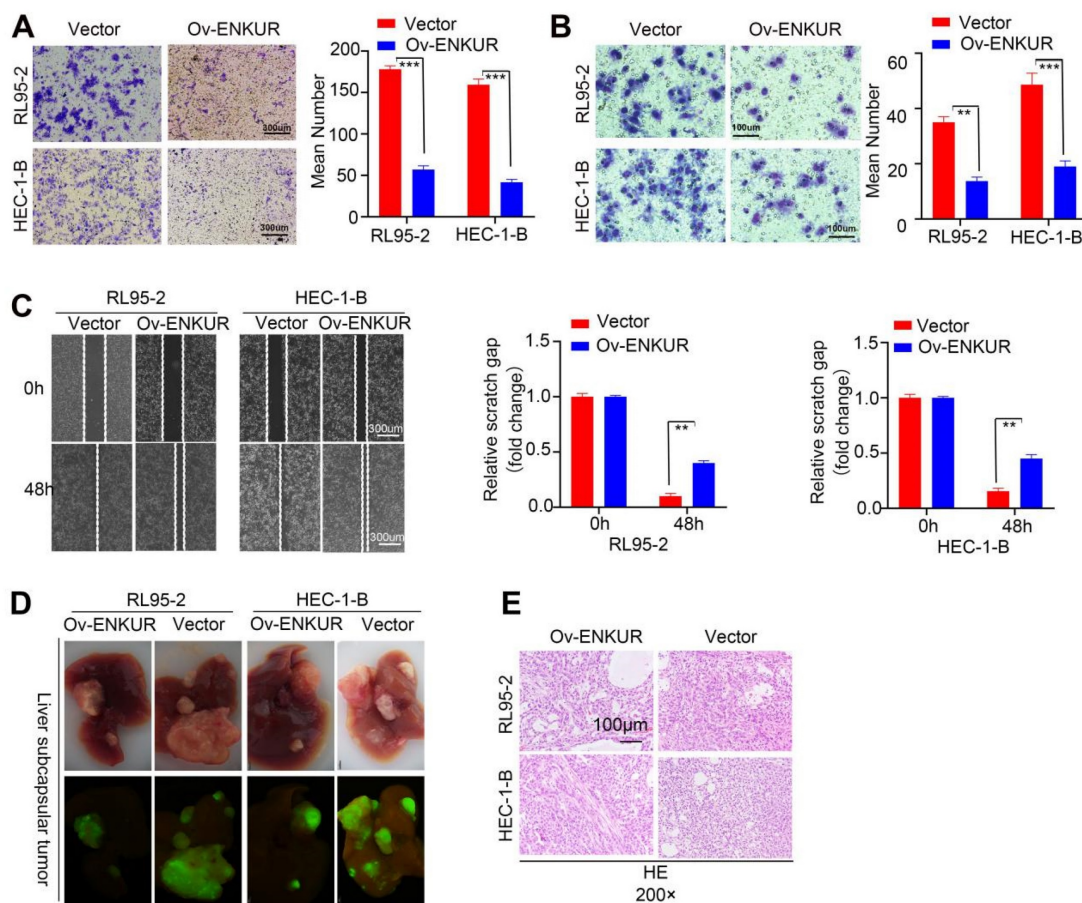 A
Vector
Ov-ENKUR
RL95-2
300um
HEC-1-B
300um
Vector
Ov-ENKUR
Mean Number
200
150
100
50
0
***
***
RL95-2
HEC-1-B
B
Vector
Ov-ENKUR
RL95-2
100um
HEC-1-B
100um
Vector
Ov-ENKUR
Mean Number
60
40
20
0
**
***
RL95-2
HEC-1-B
C
RL95-2
HEC-1-B
Vector
Ov-ENKUR
Vector
Ov-ENKUR
0h
300um
48h
300um
Vector
Ov-ENKUR
Relative scratch gap
(fold change)
1.5
1.0
0.5
0.0
**
0h
48h
RL95-2
Vector
Ov-ENKUR
Relative scratch gap
(fold change)
1.5
1.0
0.5
0.0
**
0h
48h
HEC-1-B
D
RL95-2
HEC-1-B
Ov-ENKUR
Vector
Ov-ENKUR
Vector
Liver subcapsular tumor
E
Ov-ENKUR
Vector
RL95-2
100μm
HEC-1-B
HE
200×